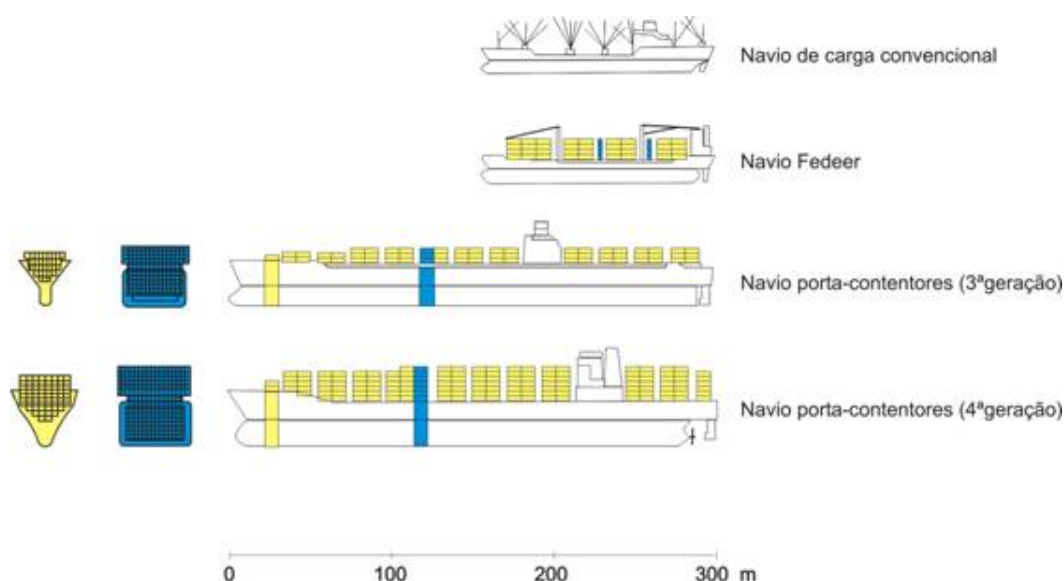 Navio de carga convencional
Navio Fedeer
Navio porta-contentores (3ªgeração)
Navio porta-contentores (4ªgeração)
0 100 200 300 m